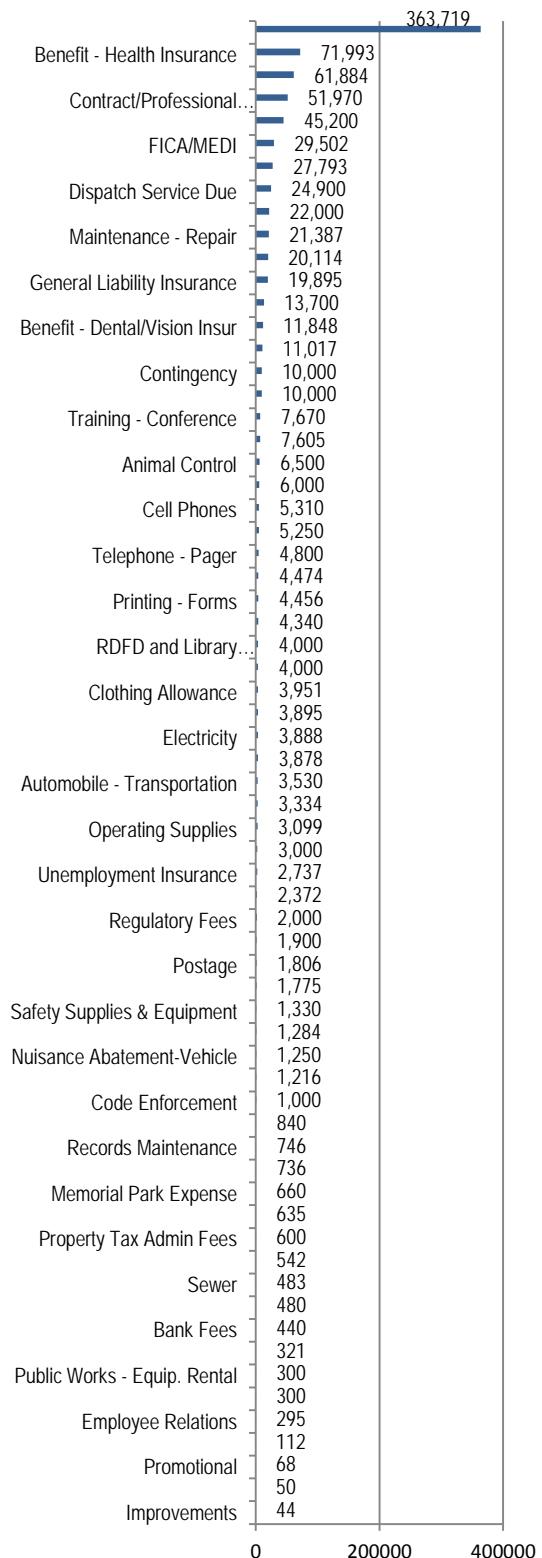 363,719
Benefit - Health Insurance 71,993
61,884
Contract/Professional... 51,970
45,200
FICA/MEDI 29,502
27,793
Dispatch Service Due 24,900
22,000
Maintenance - Repair 21,387
20,114
General Liability Insurance 19,895
13,700
Benefit - Dental/Vision Insur 11,848
11,017
Contingency 10,000
10,000
Training - Conference 7,670
7,605
Animal Control 6,500
6,000
Cell Phones 5,310
5,250
Telephone - Pager 4,800
4,474
Printing - Forms 4,456
4,340
RDFD and Library... 4,000
4,000
Clothing Allowance 3,951
3,895
Electricity 3,888
3,878
Automobile - Transportation 3,530
3,334
Operating Supplies 3,099
3,000
Unemployment Insurance 2,737
2,372
Regulatory Fees 2,000
1,900
Postage 1,806
1,775
Safety Supplies & Equipment 1,330
1,284
Nuisance Abatement-Vehicle 1,250
1,216
Code Enforcement 1,000
840
Records Maintenance 746
736
Memorial Park Expense 660
635
Property Tax Admin Fees 600
542
Sewer 483
480
Bank Fees 440
321
Public Works - Equip. Rental 300
300
Employee Relations 295
112
Promotional 68
50
Improvements 44
0 200000 400000